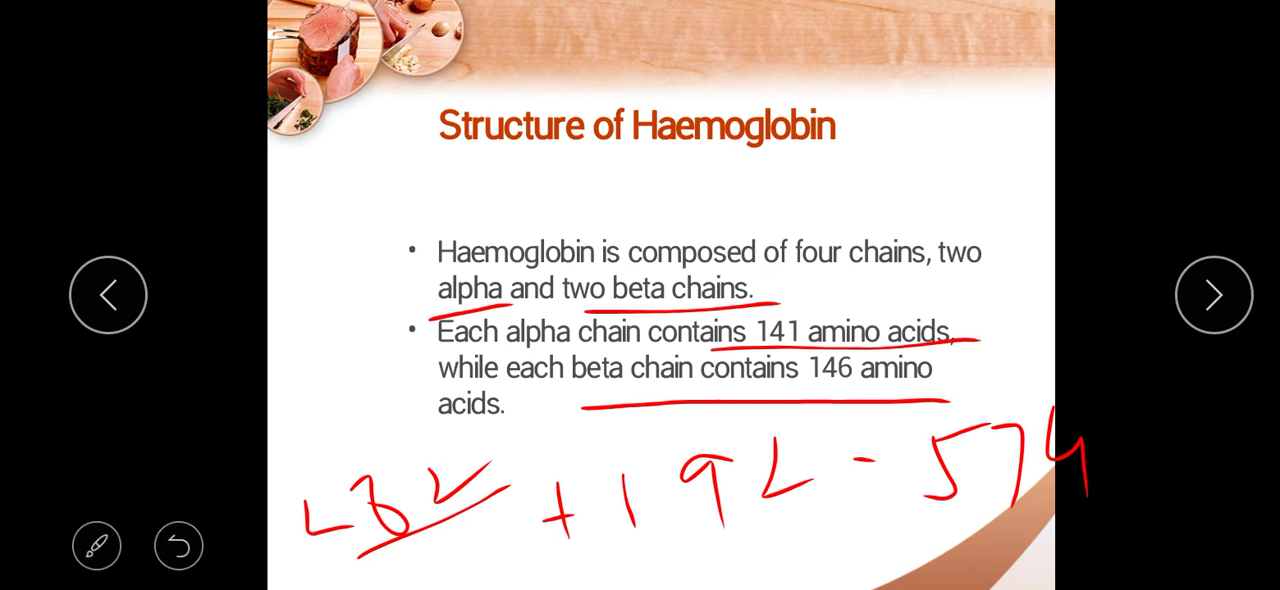 Structure of Haemoglobin
• Haemoglobin is composed of four chains, two
alpha and two beta chains.
• Each alpha chain contains 141 amino acids,
while each beta chain contains 146 amino
acids.
282 + 192 - 574